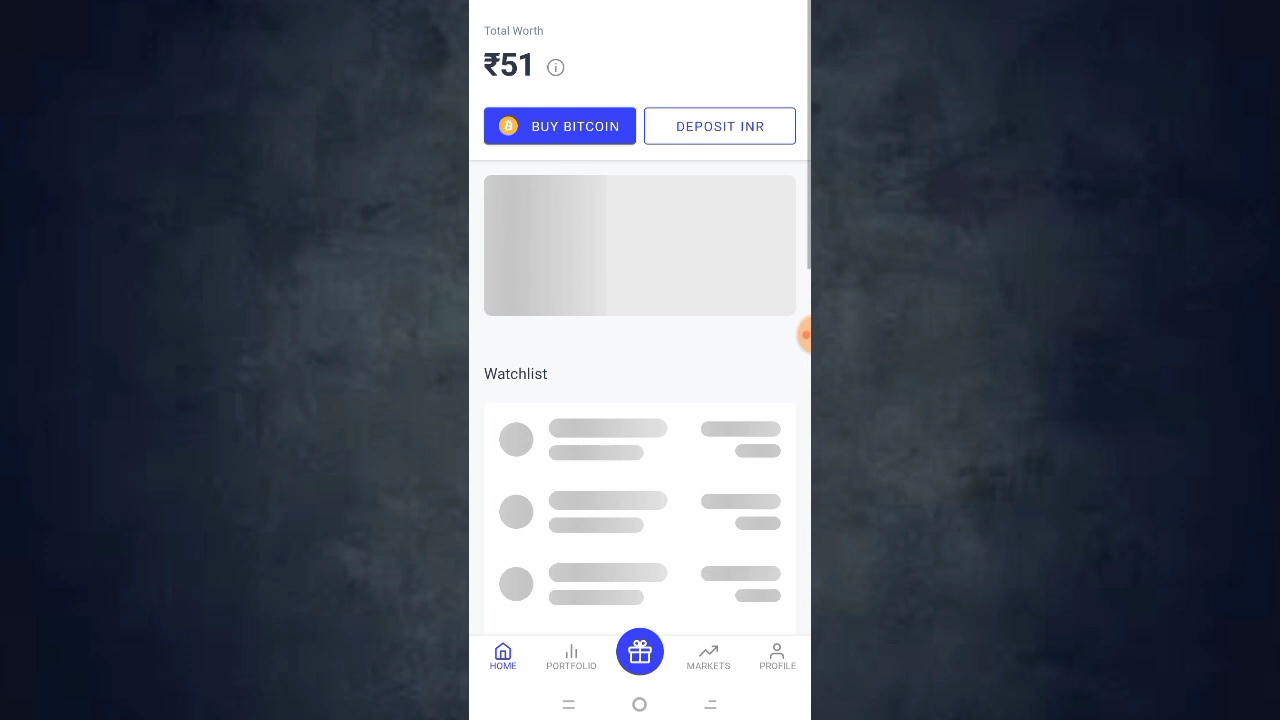 Total Worth
₹51
BUY BITCOIN
DEPOSIT INR
Watchlist
HOME
PORTFOLIO
MARKETS
PROFILE